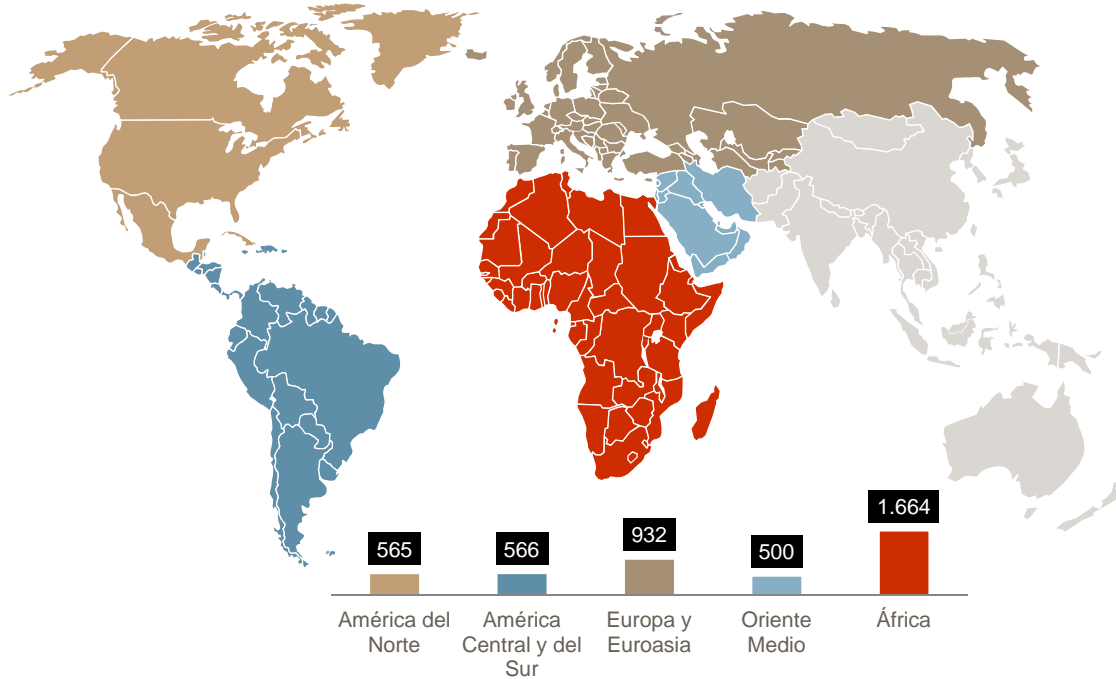 565
566
932
500
1.664
América del
Norte
América
Central y del
Sur
Europa y
Euroasia
Oriente
Medio
África